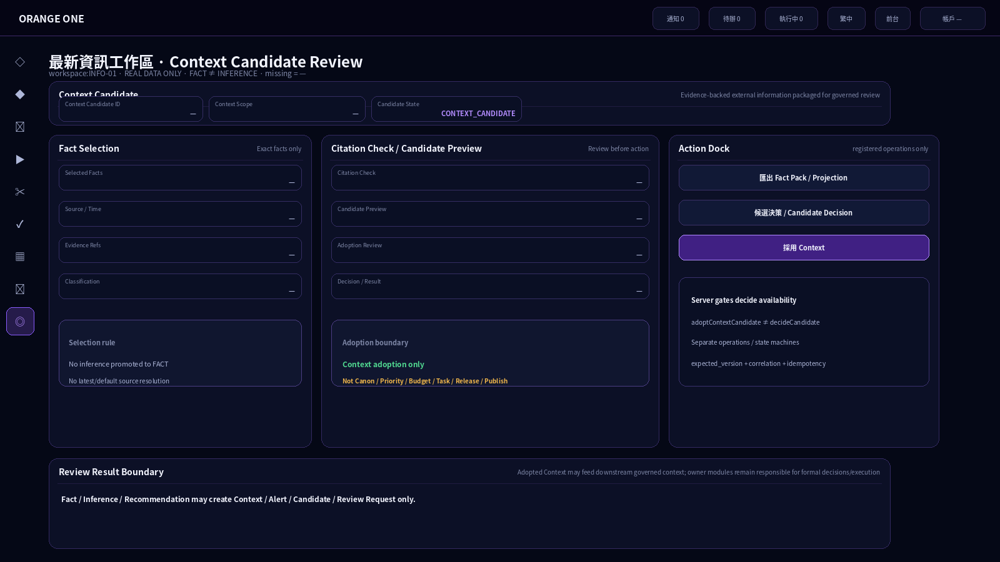 ORANGE ONE
通知 0
待辦 0
執行中 0
繁中
前台
帳戶 —
最新資訊工作區 · Context Candidate Review
workspace:INFO-01 · REAL DATA ONLY · FACT ≠ INFERENCE · missing = —
Context Candidate
Evidence-backed external information packaged for governed review
Context Candidate ID
—
Context Scope
—
Candidate State
CONTEXT_CANDIDATE
Fact Selection
Exact facts only
Selected Facts
—
Source / Time
—
Evidence Refs
—
Classification
—
Selection rule
No inference promoted to FACT
No latest/default source resolution
Citation Check / Candidate Preview
Review before action
Citation Check
—
Candidate Preview
—
Adoption Review
—
Decision / Result
—
Adoption boundary
Context adoption only
Not Canon / Priority / Budget / Task / Release / Publish
Action Dock
registered operations only
匯出 Fact Pack / Projection
候選決策 / Candidate Decision
採用 Context
Server gates decide availability
adoptContextCandidate ≠ decideCandidate
Separate operations / state machines
expected_version + correlation + idempotency
Review Result Boundary
Adopted Context may feed downstream governed context; owner modules remain responsible for formal decisions/execution
Fact / Inference / Recommendation may create Context / Alert / Candidate / Review Request only.